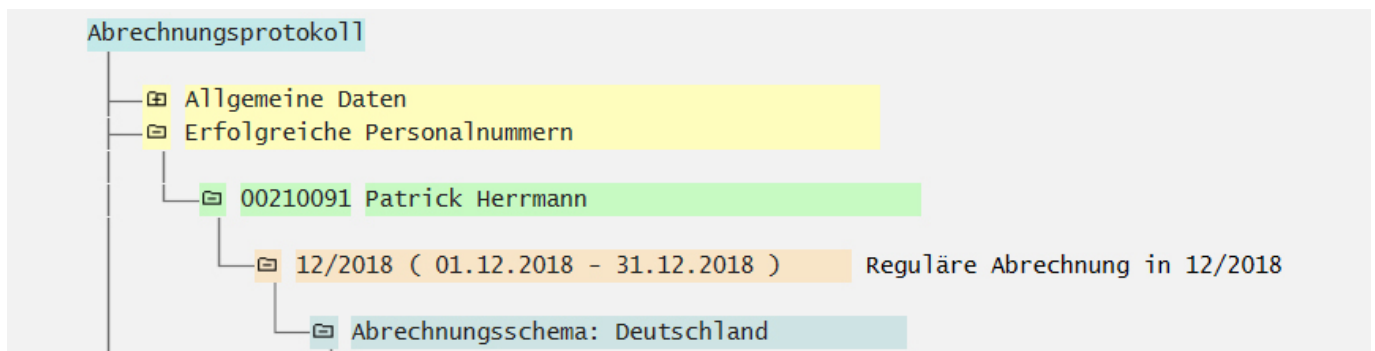 Abrechnungsprotokoll
Allgemeine Daten
Erfolgreiche Personalnummern
00210091 Patrick Herrmann
12/2018 ( 01.12.2018 - 31.12.2018 ) Reguläre Abrechnung in 12/2018
Abrechnungsschema: Deutschland